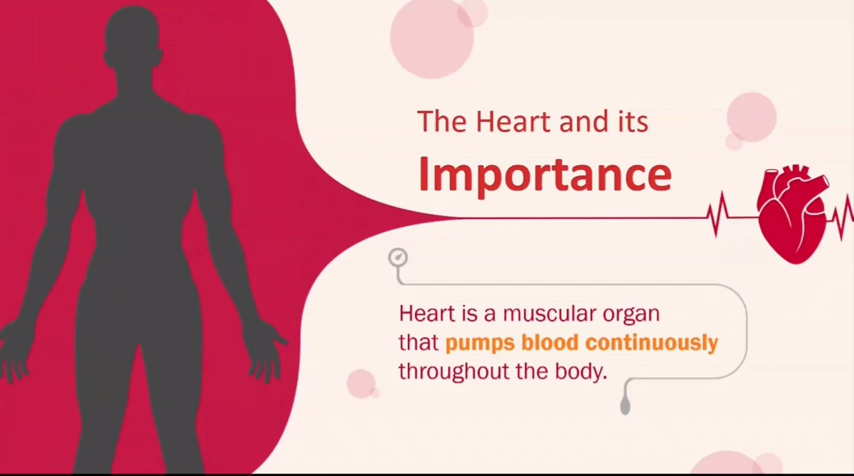 The Heart and its
Importance
Heart is a muscular organ
that pumps blood continuously
throughout the body.